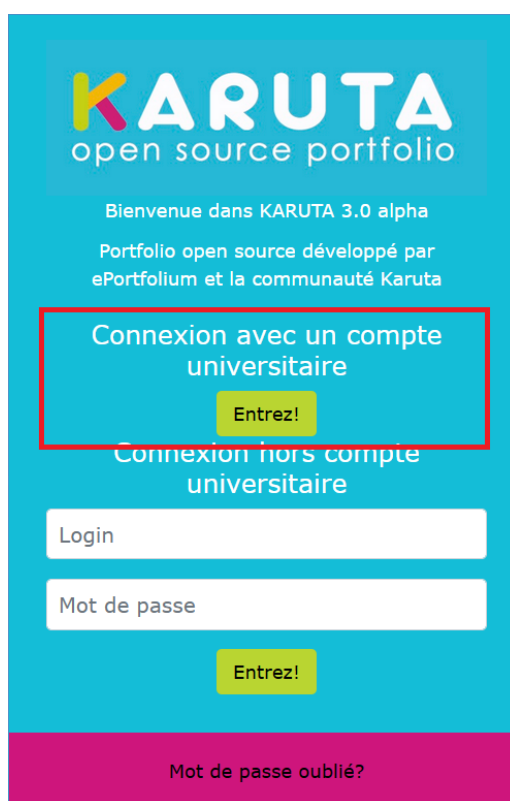 KARUTA
open source portfolio
Bienvenue dans KARUTA 3.0 alpha
Portfolio open source développé par
ePortfolium et la communauté Karuta
Connexion avec un compte
universitaire
Entrez!
Connexion hors compte
universitaire
Login
Mot de passe
Entrez!
Mot de passe oublié?